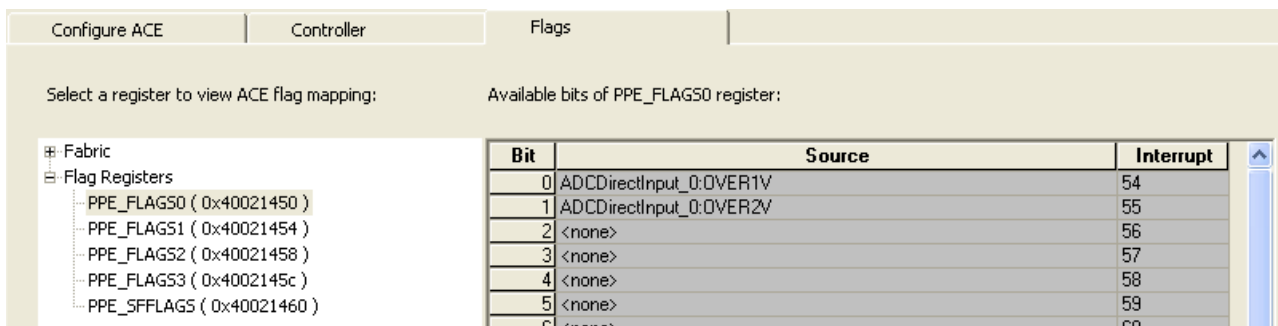 Configure ACE Controller Flags
Select a register to view ACE flag mapping:
Available bits of PPE_FLAGS0 register:
Fabric
Flag Registers
PPE_FLAGS0 ( 0x40021450 )
PPE_FLAGS1 ( 0x40021454 )
PPE_FLAGS2 ( 0x40021458 )
PPE_FLAGS3 ( 0x4002145c )
PPE_SFFLAGS ( 0x40021460 )
Bit Source Interrupt
0 ADCDirectInput_0:OVER1V 54
1 ADCDirectInput_0:OVER2V 55
2 <none> 56
3 <none> 57
4 <none> 58
5 <none> 59